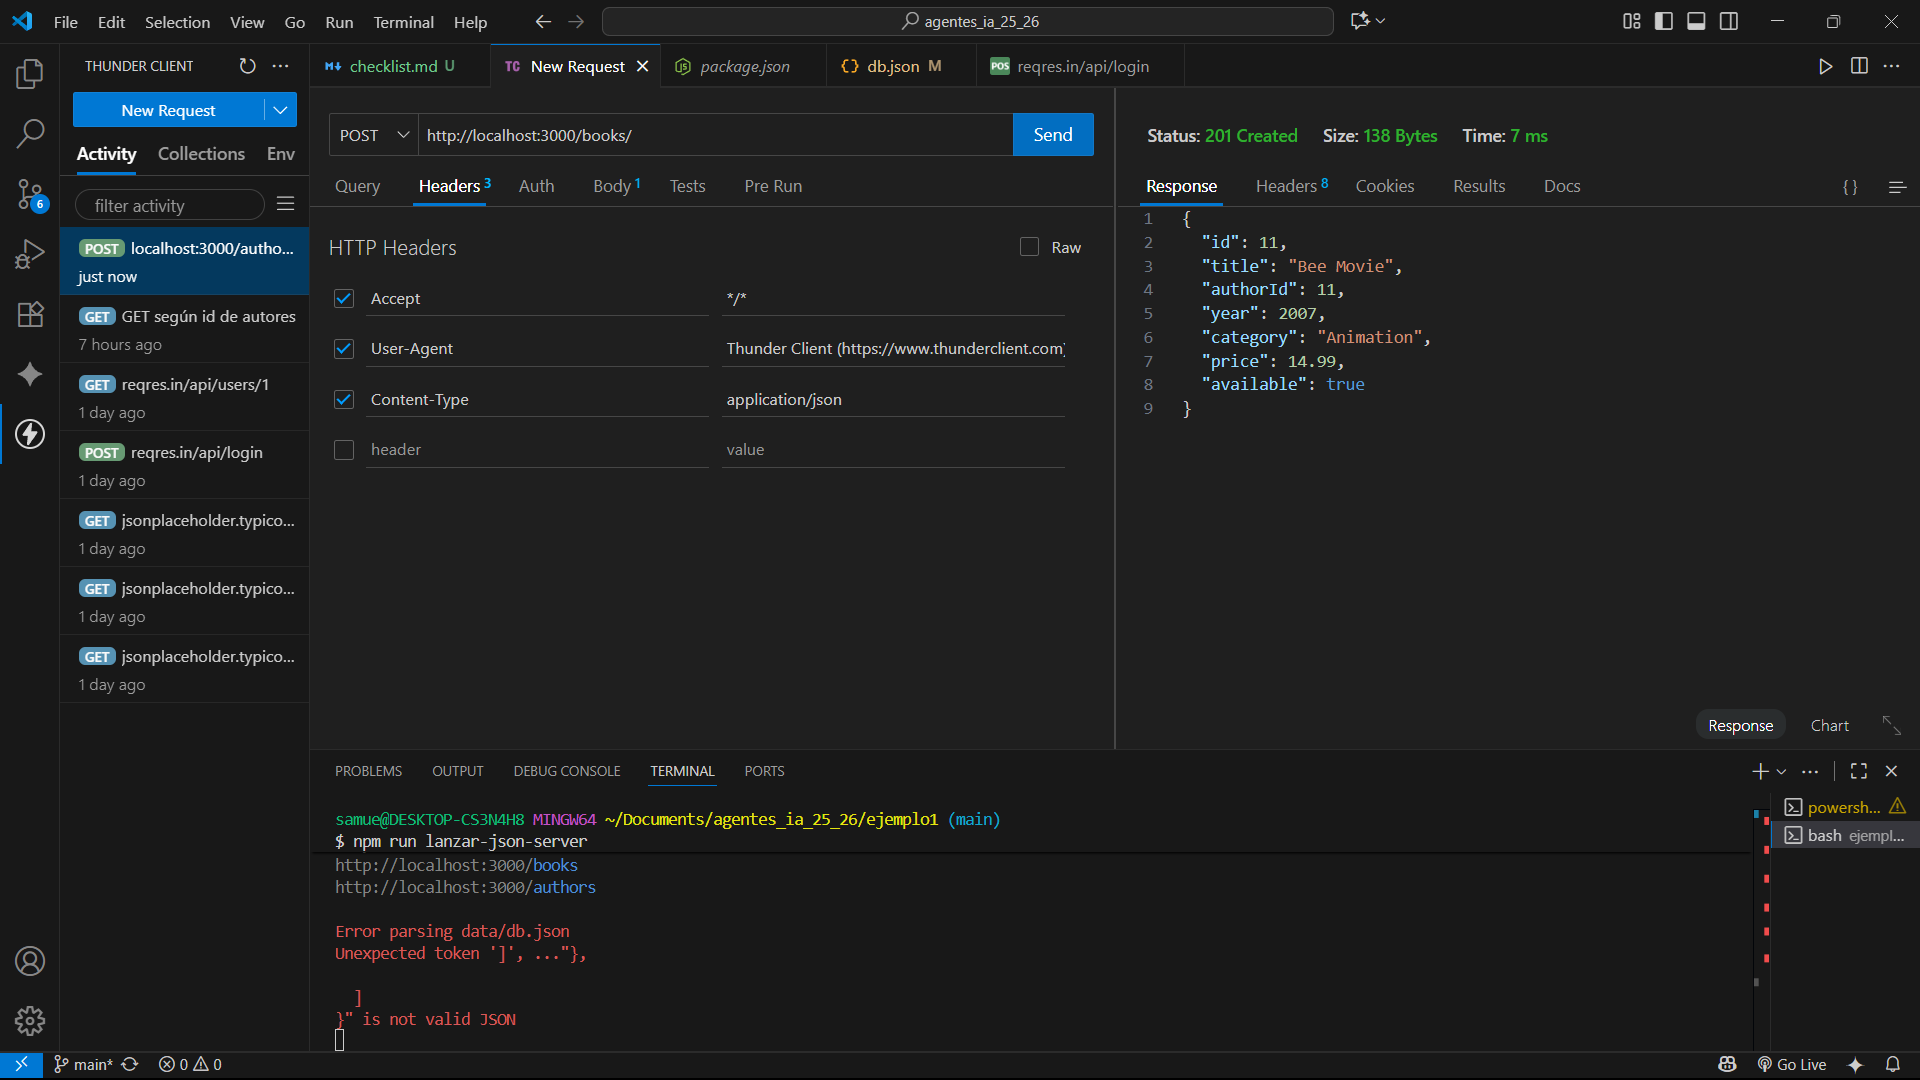 File Edit Selection View Go Run Terminal Help
agentes_ia_25_26
THUNDER CLIENT
New Request
Activity Collections Env
filter activity
POST localhost:3000/autho...
just now
GET GET según id de autores
7 hours ago
GET reqres.in/api/users/1
1 day ago
POST reqres.in/api/login
1 day ago
GET jsonplaceholder.typico...
1 day ago
GET jsonplaceholder.typico...
1 day ago
GET jsonplaceholder.typico...
1 day ago
6
checklist.md U
TC New Request
package.json
db.json M
POS reqres.in/api/login
POST http://localhost:3000/books/ Send
Query Headers 3 Auth Body 1 Tests Pre Run
HTTP Headers Raw
Accept */*
User-Agent Thunder Client (https://www.thunderclient.com)
Content-Type application/json
header value
Status: 201 Created Size: 138 Bytes Time: 7 ms
Response Headers 8 Cookies Results Docs {}
1 {
2 "id": 11,
3 "title": "Bee Movie",
4 "authorId": 11,
5 "year": 2007,
6 "category": "Animation",
7 "price": 14.99,
8 "available": true
9 }
Response Chart
PROBLEMS OUTPUT DEBUG CONSOLE TERMINAL PORTS
samue@DESKTOP-CS3N4H8 MINGW64 ~/Documents/agentes_ia_25_26/ejemplo1 (main)
$ npm run lanzar-json-server
http://localhost:3000/books
http://localhost:3000/authors
Error parsing data/db.json
Unexpected token ']', ..."},
]
}" is not valid JSON
powersh...
bash ejempl...
main* 0 0
Go Live